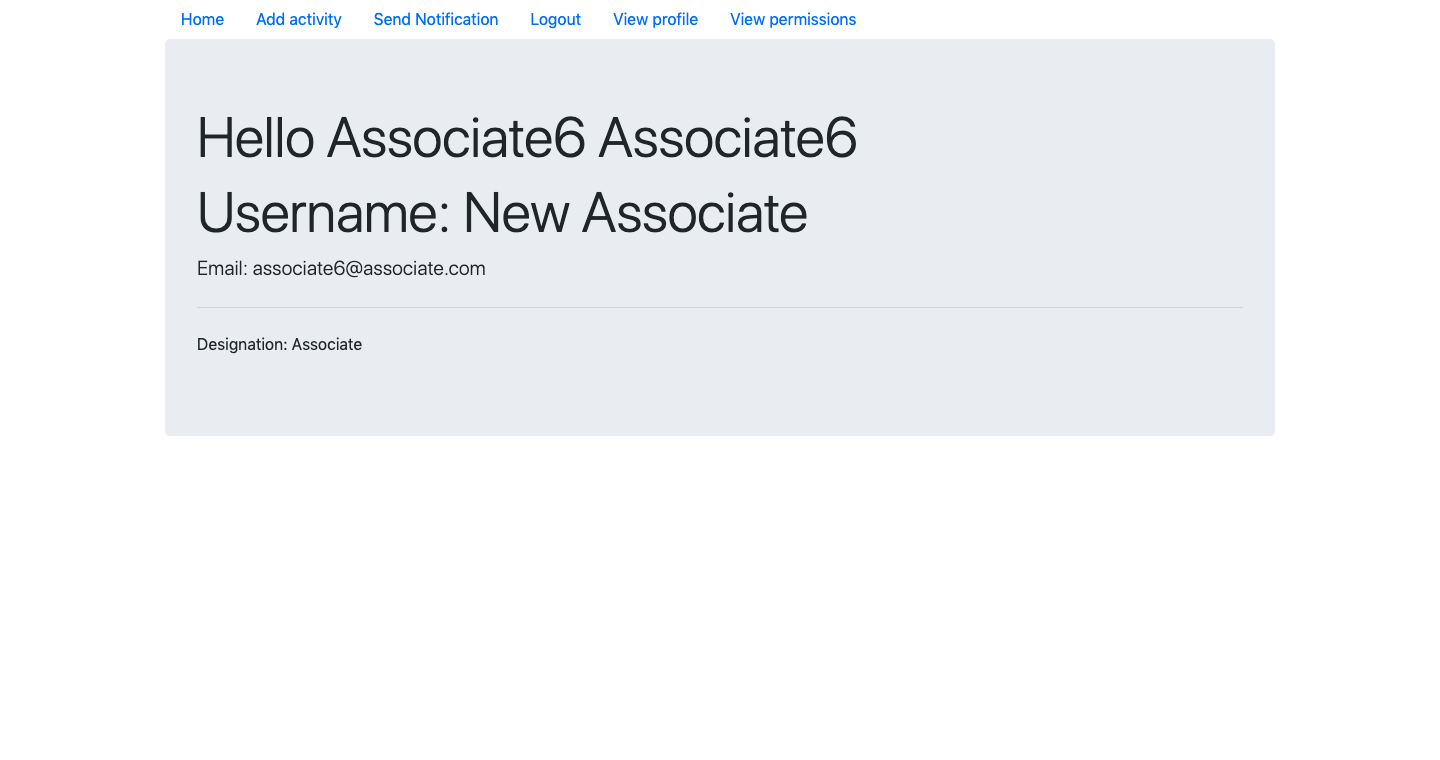 Home Add activity Send Notification Logout View profile View permissions
Hello Associate6 Associate6
Username: New Associate
Email: associate6@associate.com
Designation: Associate